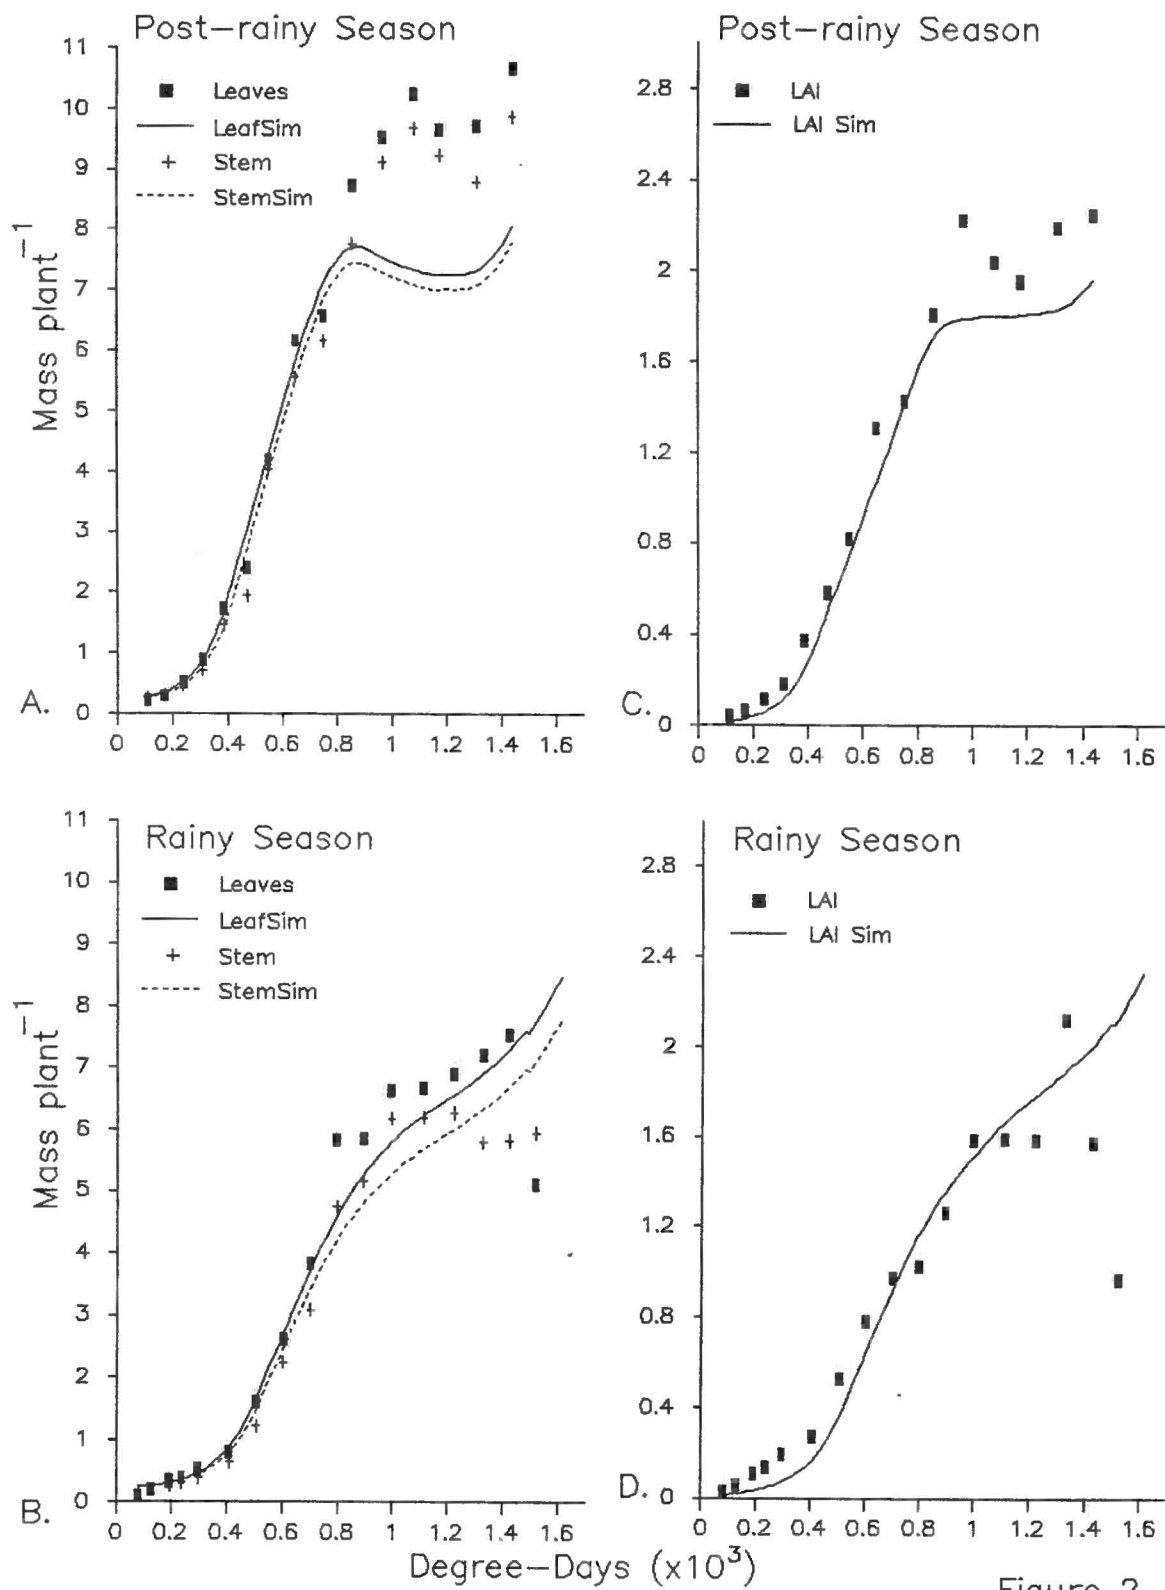 Post-rainy Season
11
10
9
8
7
6
5
4
3
2
1
0
Leaves
LeafSim
Stem
StemSim
Mass plant⁻¹
A.
0 0.2 0.4 0.6 0.8 1 1.2 1.4 1.6
Post-rainy Season
2.8
2.4
2
1.6
1.2
0.8
0.4
0
LAI
LAI Sim
C.
0 0.2 0.4 0.6 0.8 1 1.2 1.4 1.6
Rainy Season
11
10
9
8
7
6
5
4
3
2
1
0
Leaves
LeafSim
Stem
StemSim
Mass plant⁻¹
B.
0 0.2 0.4 0.6 0.8 1 1.2 1.4 1.6
Rainy Season
2.8
2.4
2
1.6
1.2
0.8
0.4
0
LAI
LAI Sim
D.
0 0.2 0.4 0.6 0.8 1 1.2 1.4 1.6
Degree-Days (x10³)
Figure